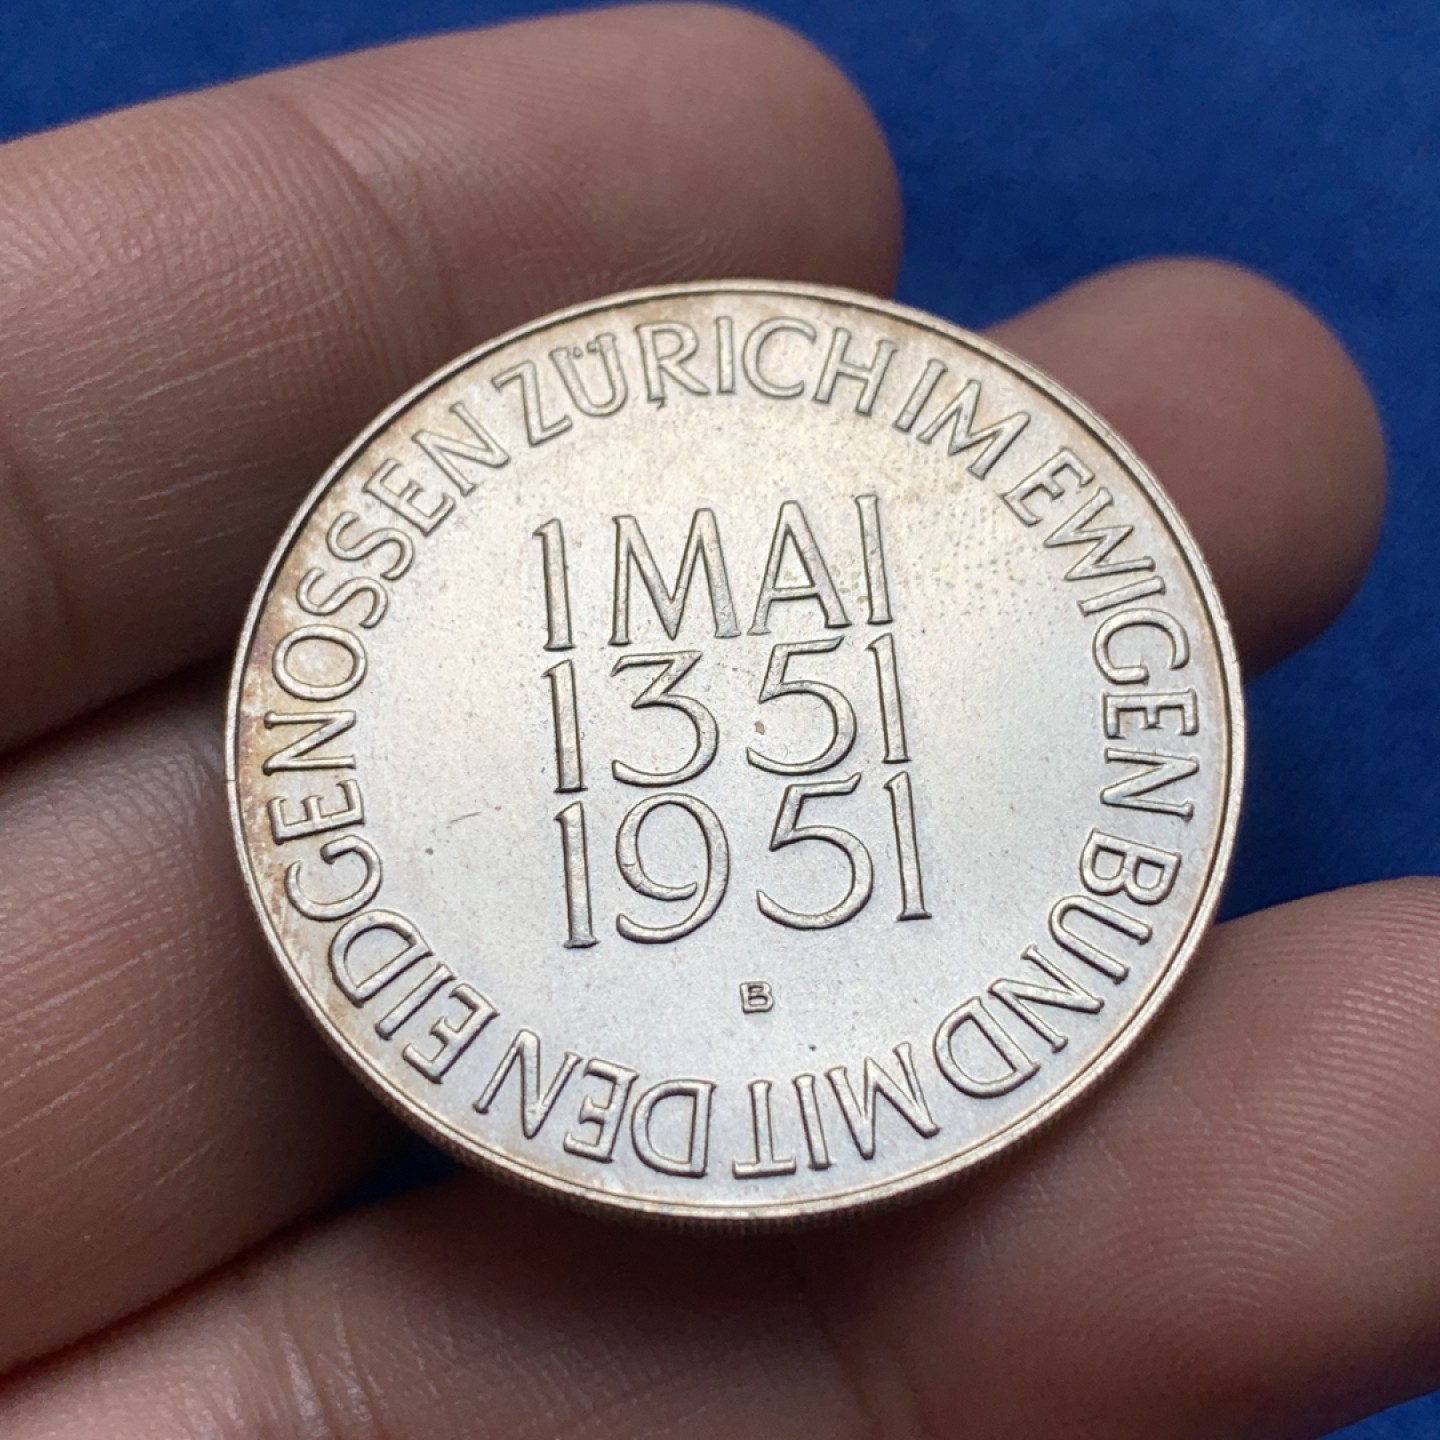 ZÜRICH IM EWIGEN BUND MIT DEN EIDGENOSSEN
1 MAI
1351
1951
B